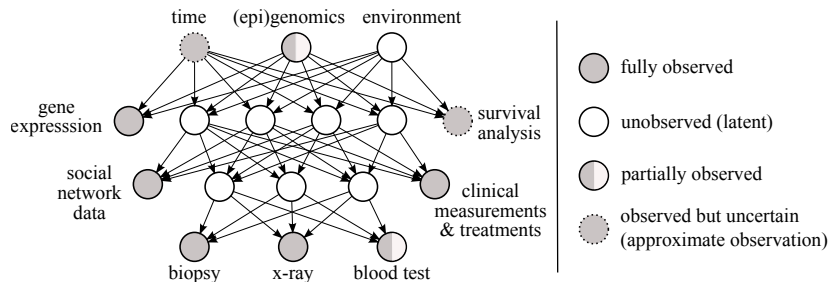 time
(epi)genomics
environment
gene
expresssion
survival
analysis
social
network
data
clinical
measurements
& treatments
biopsy
x-ray
blood test
fully observed
unobserved (latent)
partially observed
observed but uncertain
(approximate observation)